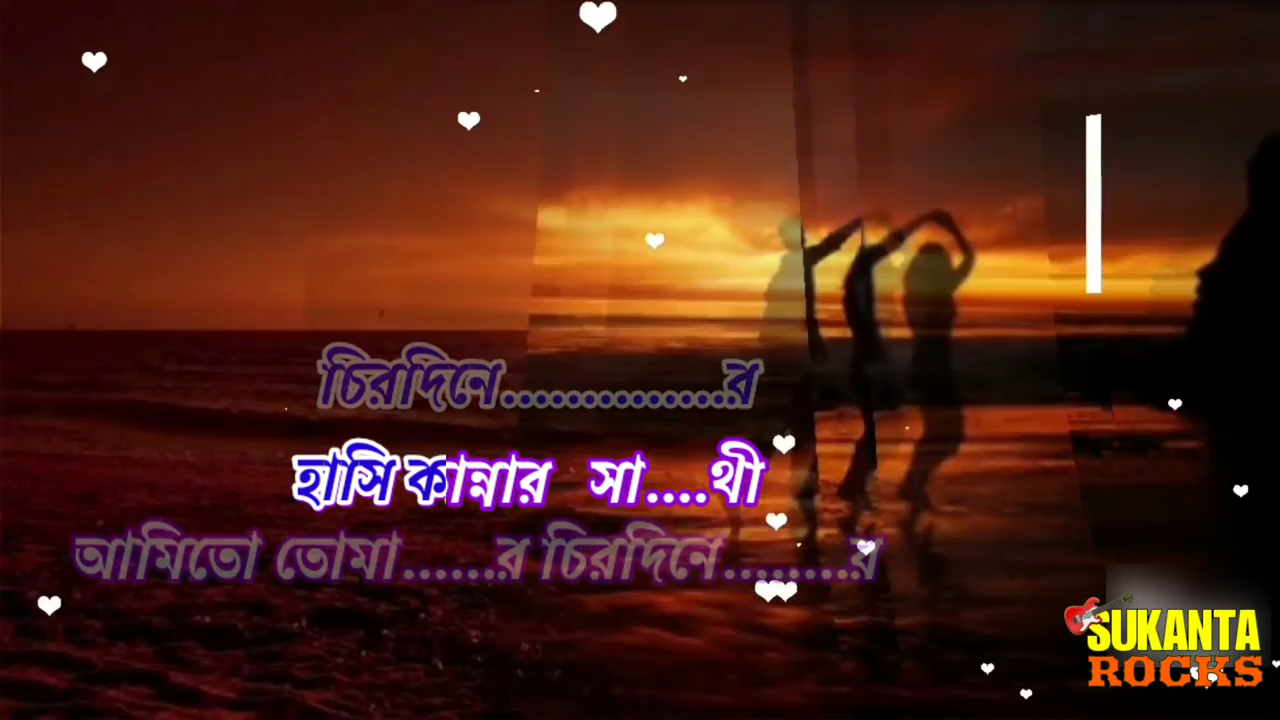 চিরদিনে..............র
হাসি কান্নার সা....থী
আমিতো তোমা......র চিরদিনে........র
SUKANTA
ROCKS